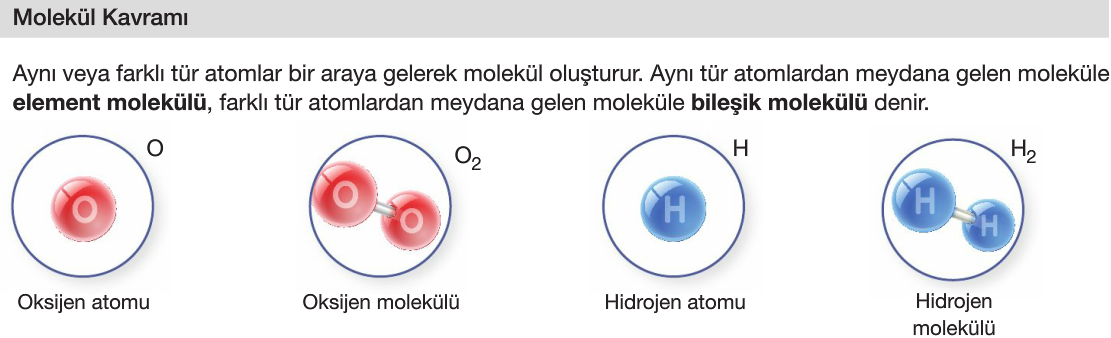 Molekül Kavramı
Aynı veya farklı tür atomlar bir araya gelerek molekül oluşturur. Aynı tür atomlardan meydana gelen moleküle
element molekülü, farklı tür atomlardan meydana gelen moleküle bileşik molekülü denir.
O
O₂
H
H₂
O
O
O
H
H
H
Oksijen atomu
Oksijen molekülü
Hidrojen atomu
Hidrojen
molekülü